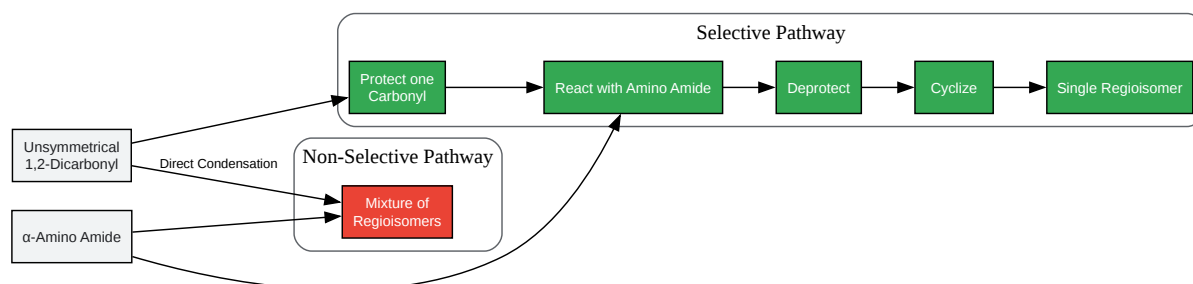 Selective Pathway
Protect one
Carbonyl
React with Amino Amide
Deprotect
Cyclize
Single Regioisomer
Unsymmetrical
1,2-Dicarbonyl
Direct Condensation
Non-Selective Pathway
Mixture of
Regioisomers
α-Amino Amide